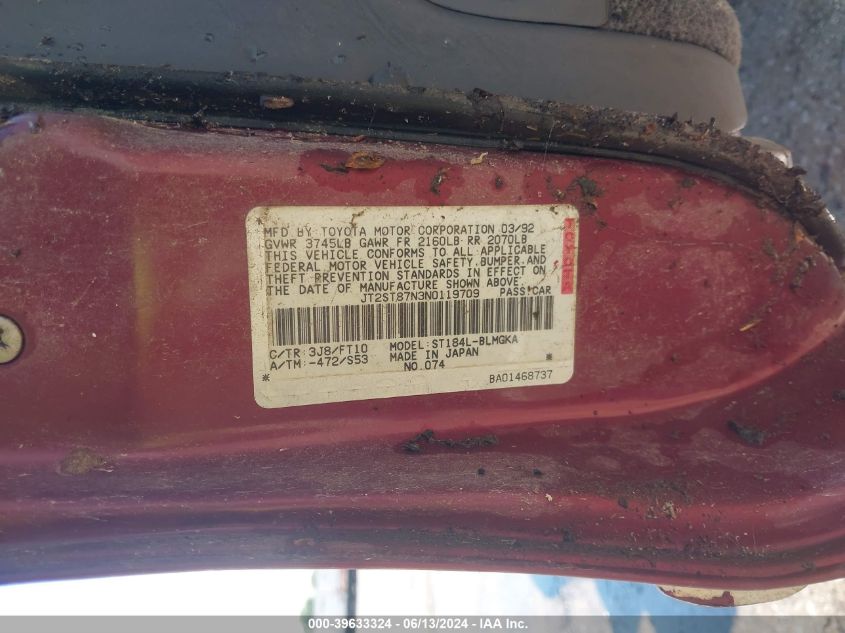 MFD BY TOYOTA MOTOR CORPORATION 03/92
GVWR 3745LB GAWR FR 2160LB RR 2070LB
THIS VEHICLE CONFORMS TO ALL APPLICABLE
FEDERAL MOTOR VEHICLE SAFETY,BUMPER,AND
THEFT PREVENTION STANDARDS IN EFFECT ON
THE DATE OF MANUFACTURE SHOWN ABOVE.
TOYOTA
JT2ST87N3N0119709 PASS.CAR
C/TR: 3J8/FT10 MODEL:ST184L-BLMGKA
A/TM:-472/S53 MADE IN JAPAN
* NO.074 BA01468737 *
000-39633324 - 06/13/2024 - IAA Inc.